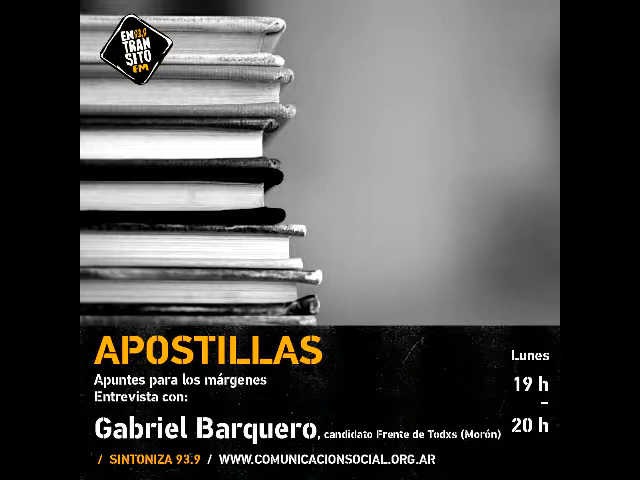 EN 93.9
TRAN
SITO
FM
APOSTILLAS
Apuntes para los márgenes
Entrevista con:
Gabriel Barquero, candidato Frente de Todxs (Morón)
/ SINTONIZA 93.9 / WWW.COMUNICACIONSOCIAL.ORG.AR
Lunes
19 h
–
20 h